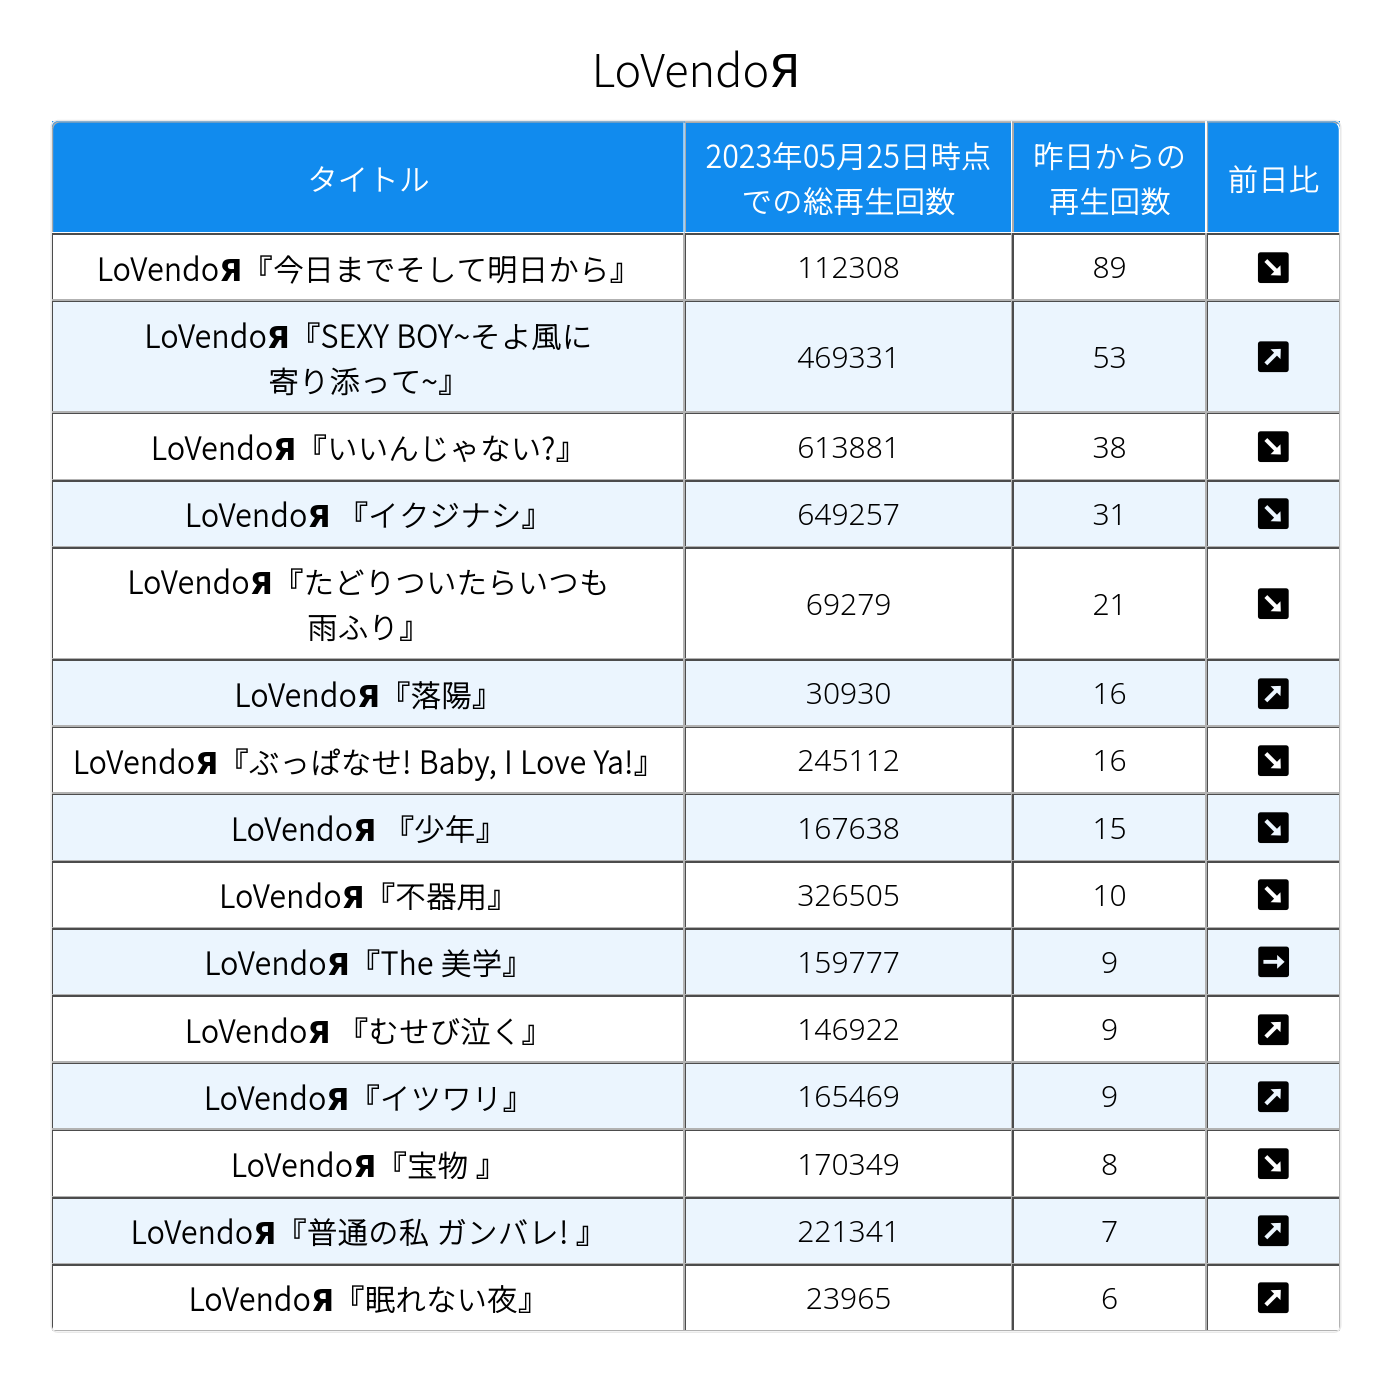 LoVendoЯ
タイトル
2023年05月25日時点
での総再生回数
昨日からの
再生回数
前日比
LoVendoЯ『今日までそして明日から』 112308 89 ↘
LoVendoЯ『SEXY BOY~そよ風に
寄り添って~』 469331 53 ↗
LoVendoЯ『いいんじゃない?』 613881 38 ↘
LoVendoЯ 『イクジナシ』 649257 31 ↘
LoVendoЯ『たどりついたらいつも
雨ふり』 69279 21 ↘
LoVendoЯ『落陽』 30930 16 ↗
LoVendoЯ『ぶっぱなせ! Baby, I Love Ya!』 245112 16 ↘
LoVendoЯ 『少年』 167638 15 ↘
LoVendoЯ『不器用』 326505 10 ↘
LoVendoЯ『The 美学』 159777 9 →
LoVendoЯ 『むせび泣く』 146922 9 ↗
LoVendoЯ『イツワリ』 165469 9 ↗
LoVendoЯ『宝物 』 170349 8 ↘
LoVendoЯ『普通の私 ガンバレ! 』 221341 7 ↗
LoVendoЯ『眠れない夜』 23965 6 ↗